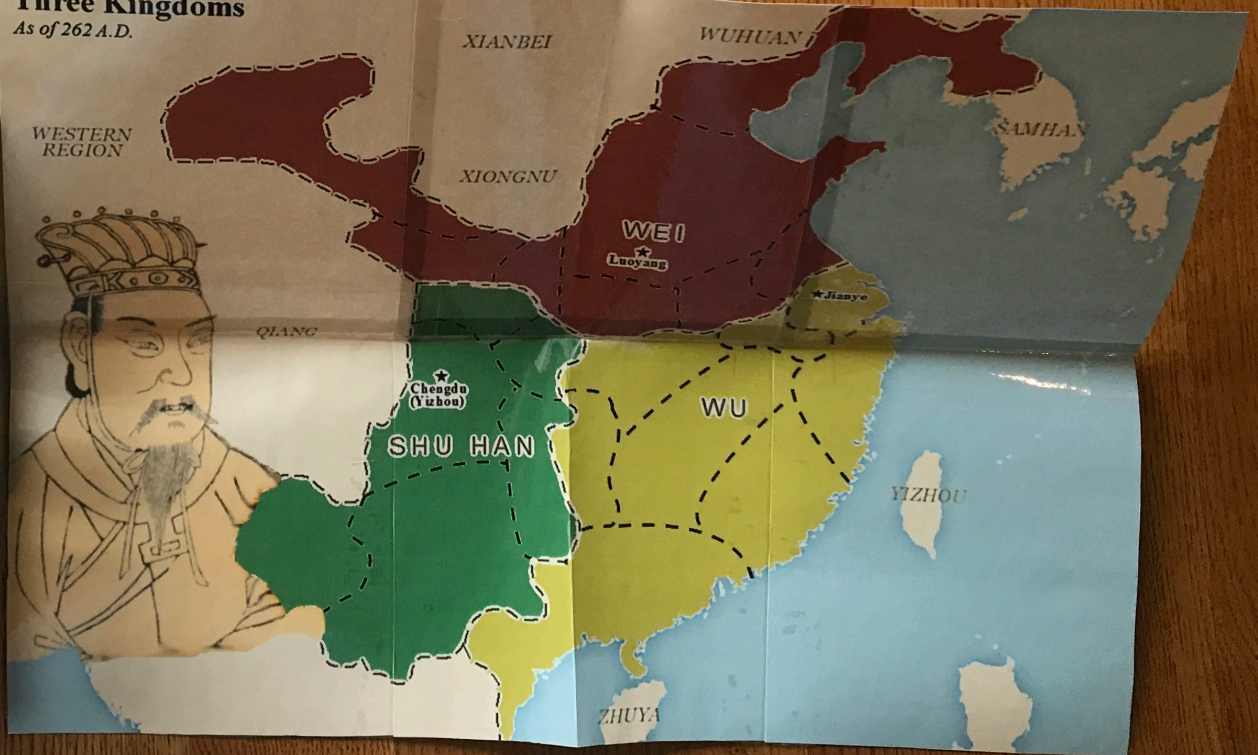 Three Kingdoms
As of 262 A.D.
XIANBEI
WUHUAN
WESTERN
REGION
SAMHAN
XIONGNU
WEI
Luoyang
Jianye
QIANG
Chengdu
(Yizhou)
WU
SHU HAN
YIZHOU
ZHUYA